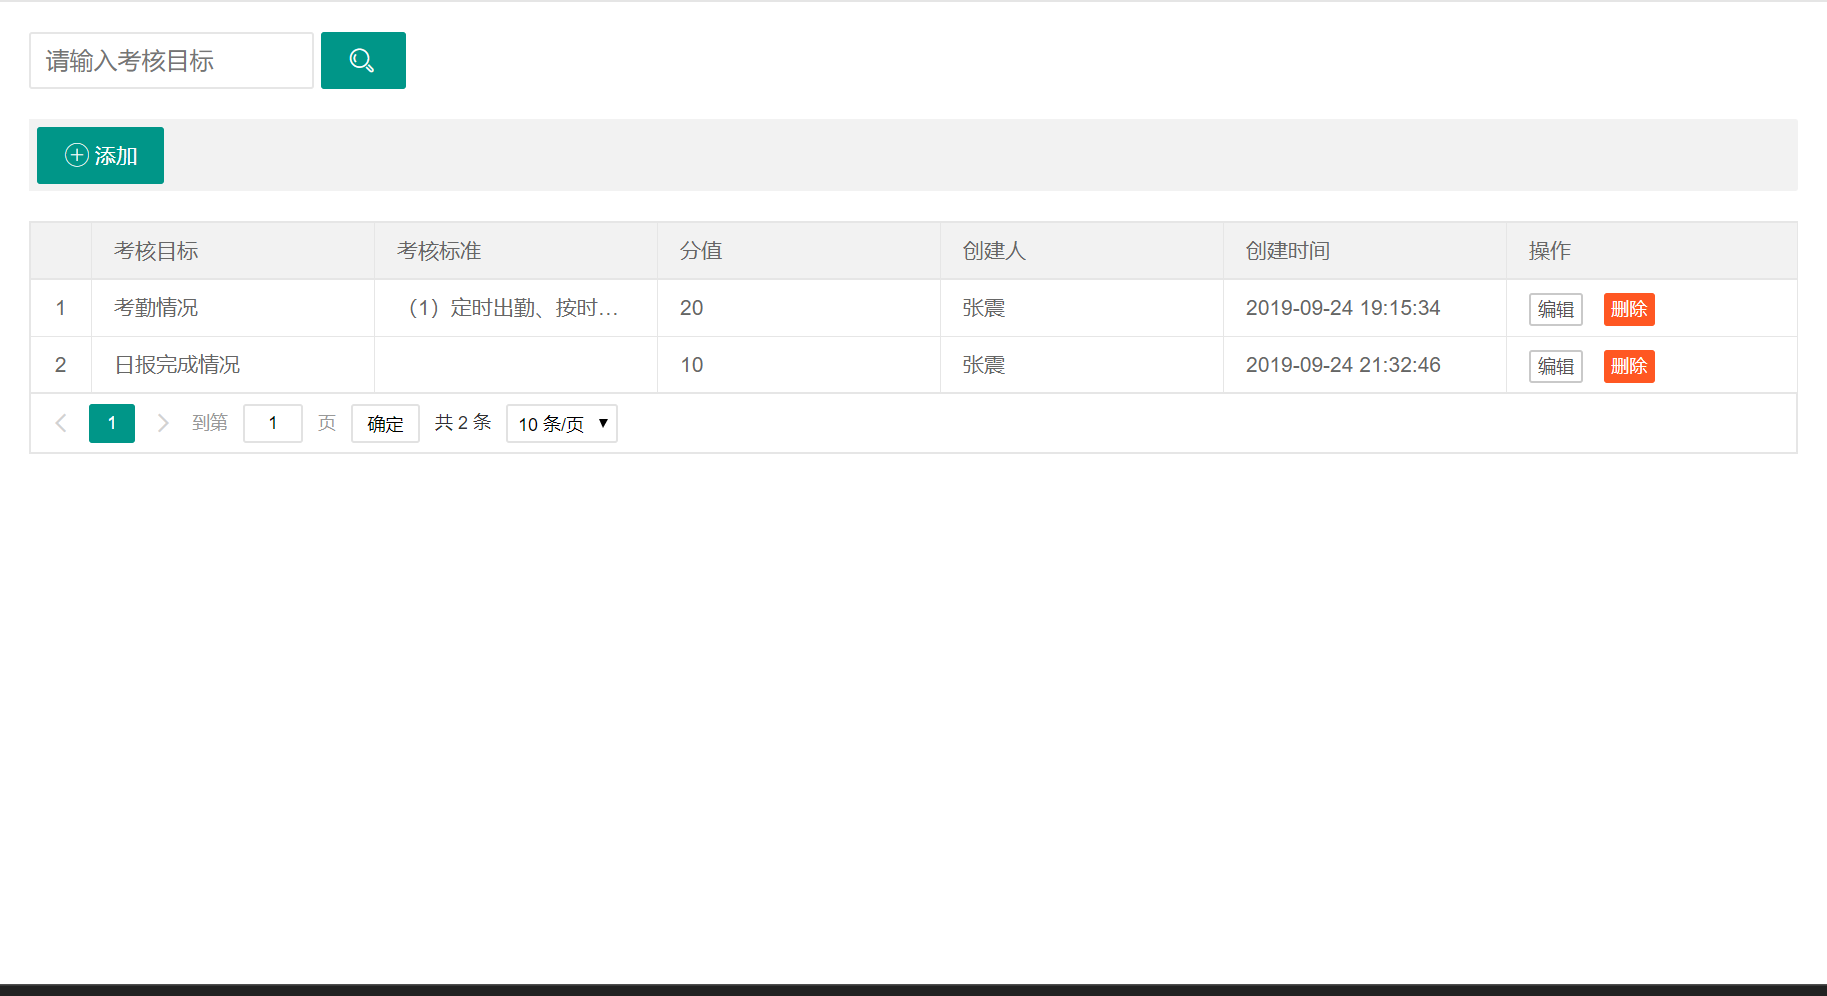 请输入考核目标
添加
考核目标 考核标准 分值 创建人 创建时间 操作
1 考勤情况 （1）定时出勤、按时… 20 张震 2019-09-24 19:15:34 编辑 删除
2 日报完成情况 10 张震 2019-09-24 21:32:46 编辑 删除
1 到第 1 页 确定 共 2 条 10 条/页